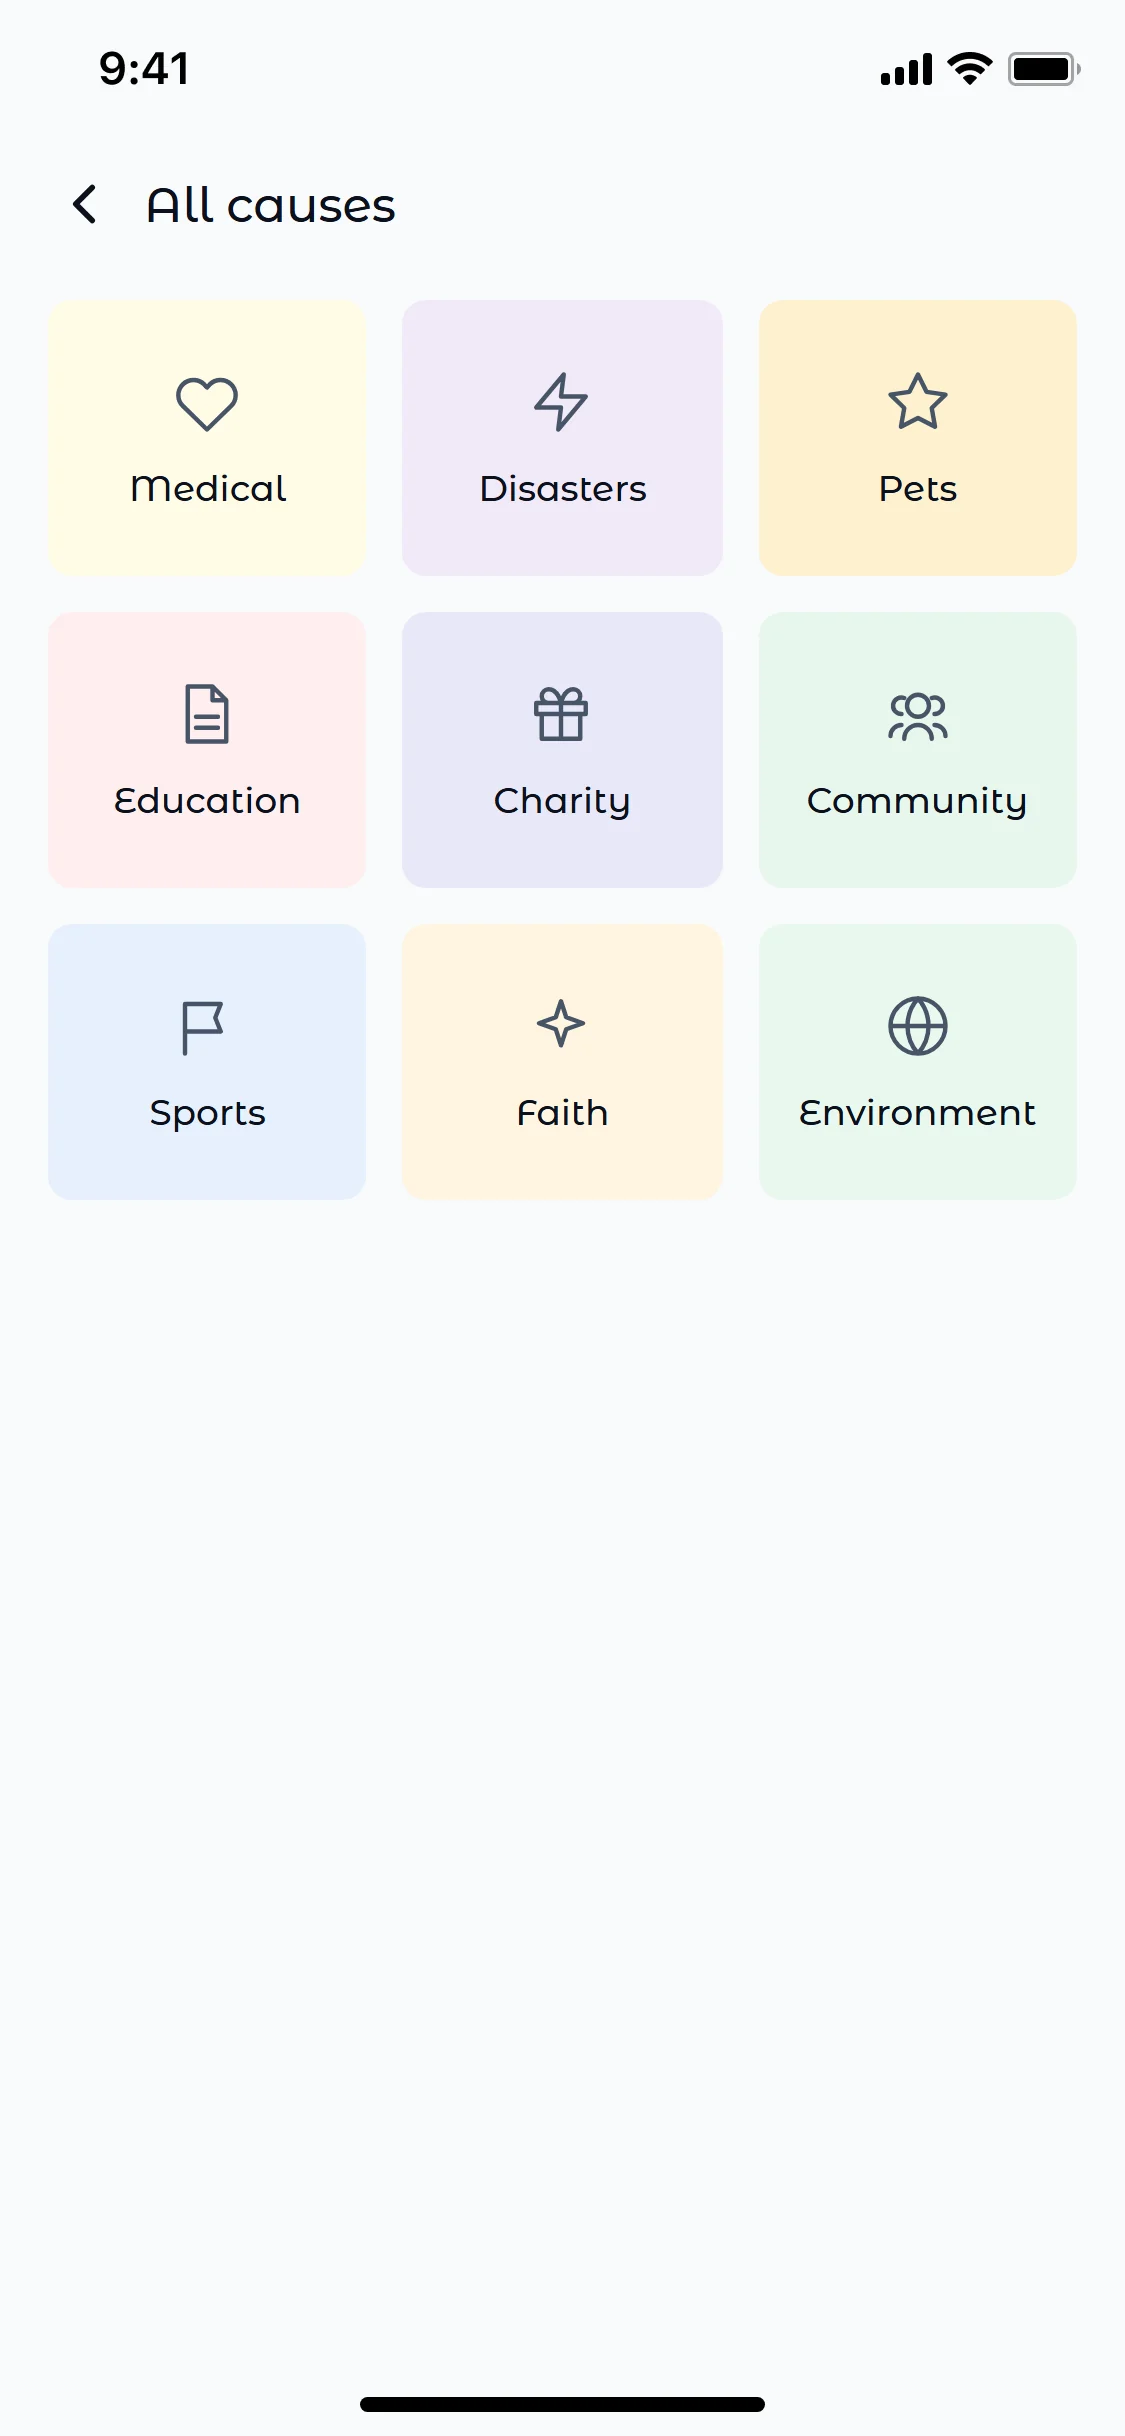 9:41
All causes
Medical
Disasters
Pets
Education
Charity
Community
Sports
Faith
Environment